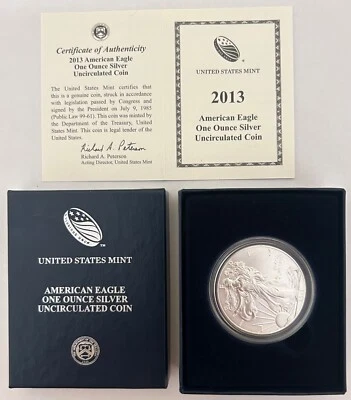 Certificate of Authenticity
2013 American Eagle
One Ounce Silver
Uncirculated Coin
The United States Mint certifies that
this is a genuine coin, struck in accordance
with legislation passed by Congress and
signed by the President on July 9, 1985
(Public Law 99-61). This coin was minted by
the Department of the Treasury, United
States Mint. This coin is legal tender of the
United States.
Richard A. Peterson
Richard A. Peterson
Acting Director, United States Mint
UNITED STATES MINT
2013
American Eagle
One Ounce Silver
Uncirculated Coin
UNITED STATES MINT
AMERICAN EAGLE
ONE OUNCE SILVER
UNCIRCULATED COIN